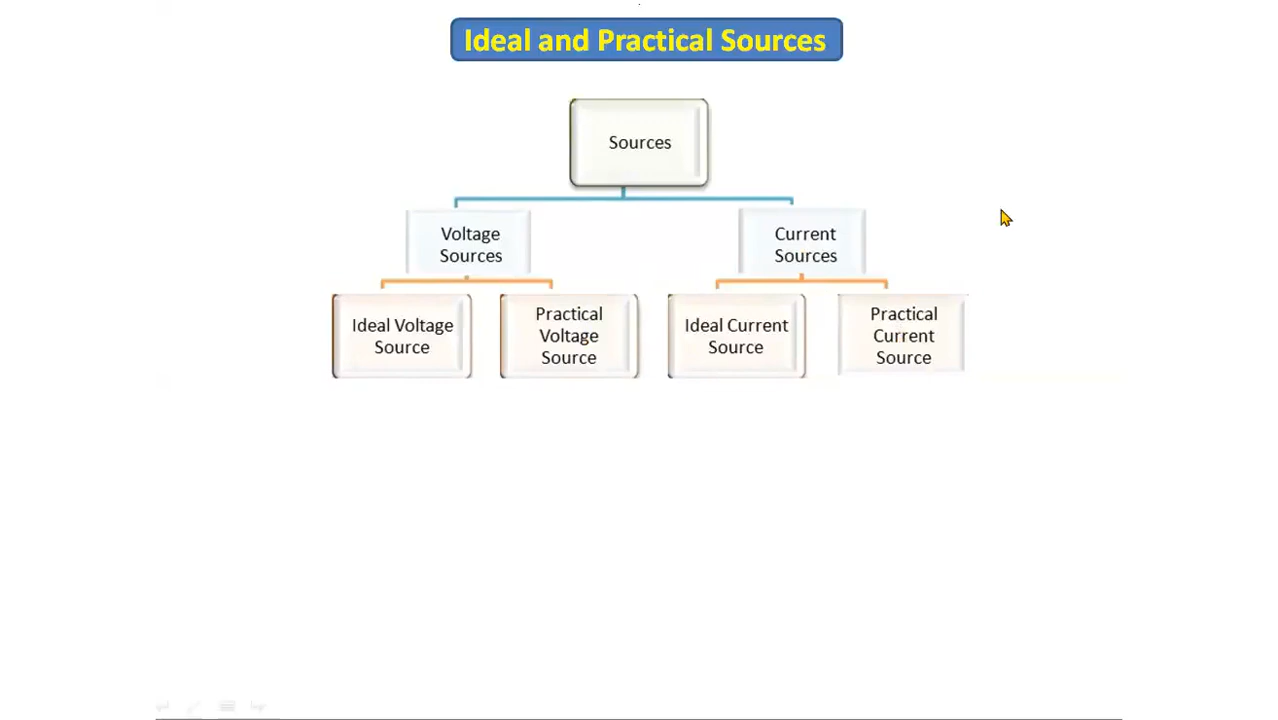 Ideal and Practical Sources
Sources
Voltage
Sources
Current
Sources
Ideal Voltage
Source
Practical
Voltage
Source
Ideal Current
Source
Practical
Current
Source